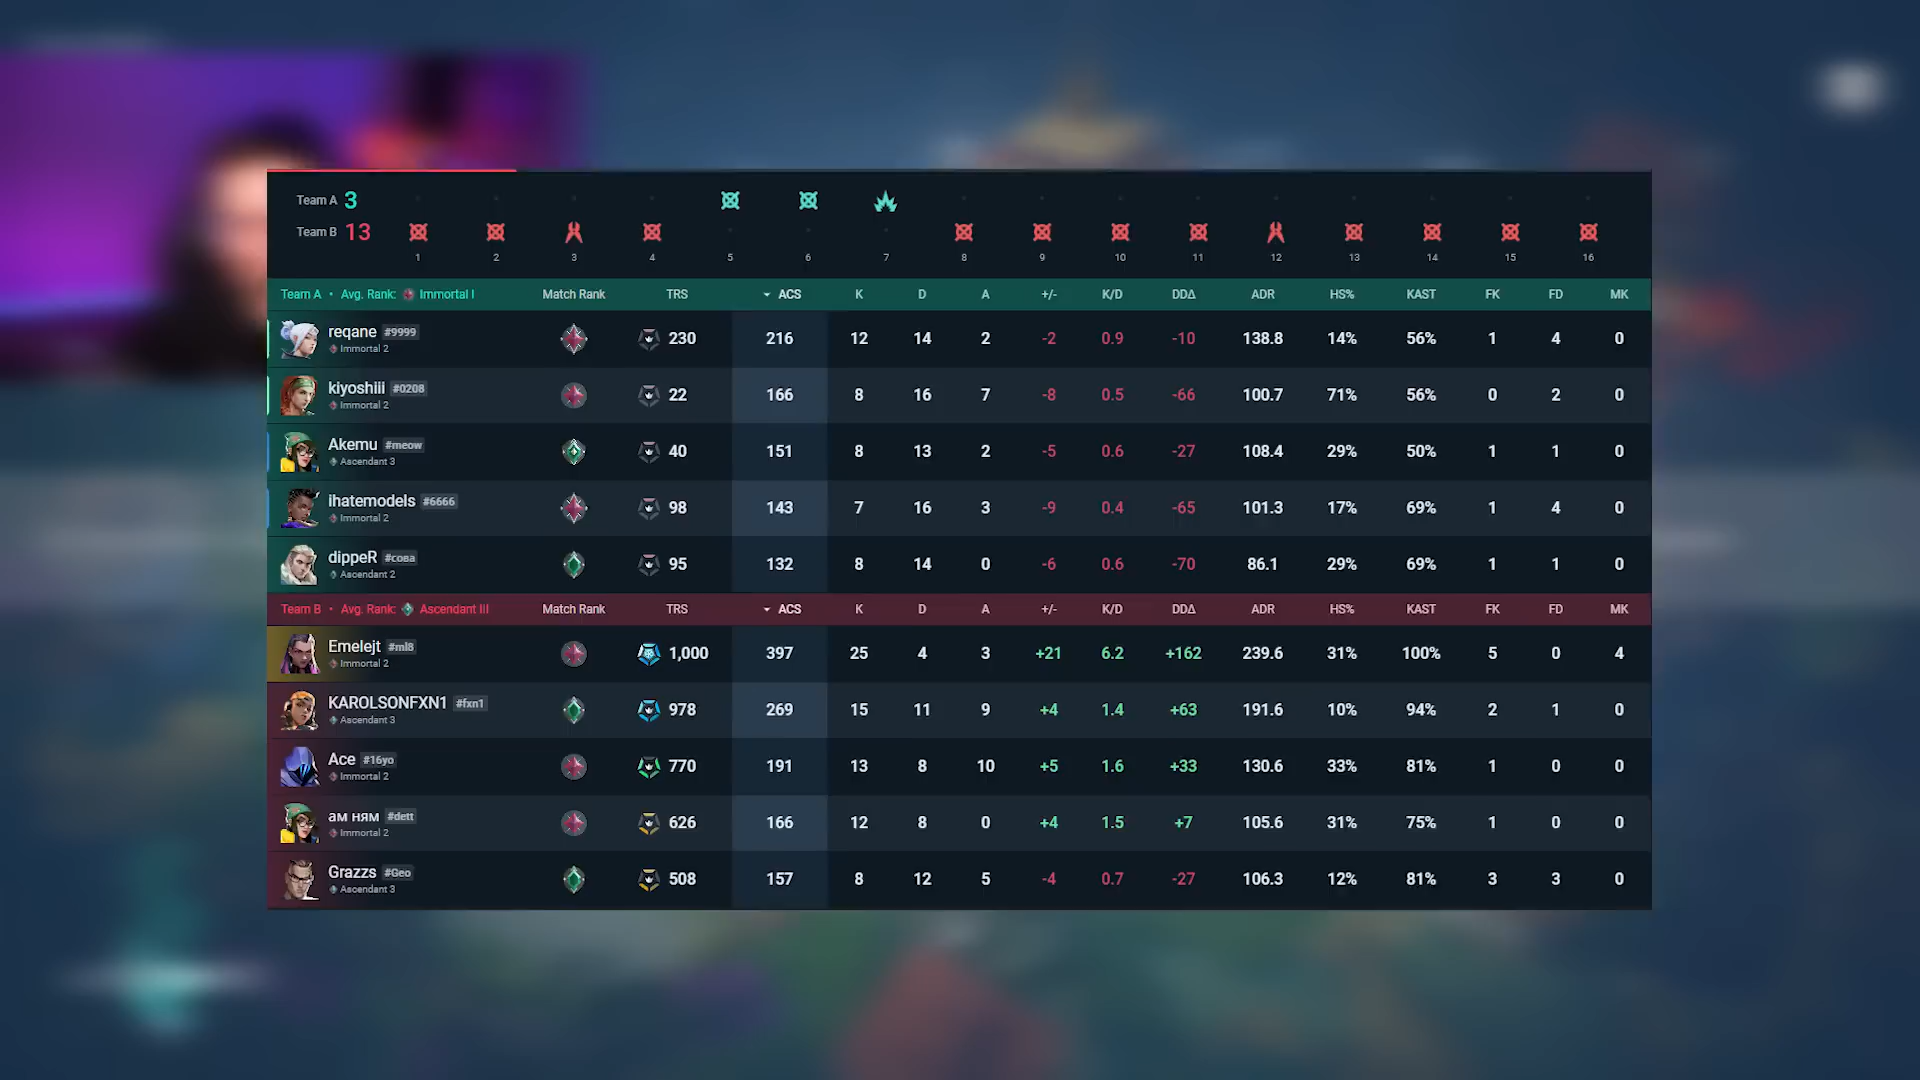 Team A 3
Team B 13
1 2 3 4 5 6 7 8 9 10 11 12 13 14 15 16
Team A • Avg. Rank: Immortal I Match Rank TRS ACS K D A +/- K/D DDΔ ADR HS% KAST FK FD MK
reqane #9999
Immortal 2
230 216 12 14 2 -2 0.9 -10 138.8 14% 56% 1 4 0
kiyoshiii #0208
Immortal 2
22 166 8 16 7 -8 0.5 -66 100.7 71% 56% 0 2 0
Akemu #meow
Ascendant 3
40 151 8 13 2 -5 0.6 -27 108.4 29% 50% 1 1 0
ihatemodels #6666
Immortal 2
98 143 7 16 3 -9 0.4 -65 101.3 17% 69% 1 4 0
dippeR #сова
Ascendant 2
95 132 8 14 0 -6 0.6 -70 86.1 29% 69% 1 1 0
Team B • Avg. Rank: Ascendant III Match Rank TRS ACS K D A +/- K/D DDΔ ADR HS% KAST FK FD MK
Emelejt #ml8
Immortal 2
1,000 397 25 4 3 +21 6.2 +162 239.6 31% 100% 5 0 4
KAROLSONFXN1 #fxn1
Ascendant 3
978 269 15 11 9 +4 1.4 +63 191.6 10% 94% 2 1 0
Ace #16yo
Immortal 2
770 191 13 8 10 +5 1.6 +33 130.6 33% 81% 1 0 0
ам ням #dett
Immortal 2
626 166 12 8 0 +4 1.5 +7 105.6 31% 75% 1 0 0
Grazzs #Geo
Ascendant 3
508 157 8 12 5 -4 0.7 -27 106.3 12% 81% 3 3 0